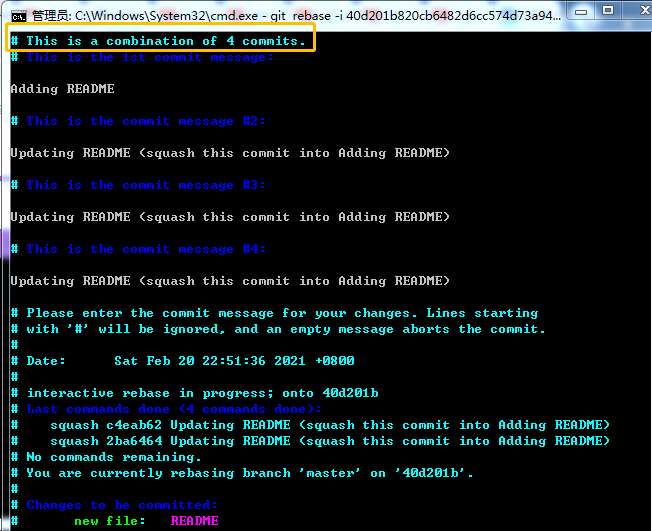 管理员: C:\Windows\System32\cmd.exe - git  rebase -i 40d201b820cb6482d6cc574d73a94...
# This is a combination of 4 commits.
# This is the 1st commit message:
Adding README
# This is the commit message #2:
Updating README (squash this commit into Adding README)
# This is the commit message #3:
Updating README (squash this commit into Adding README)
# This is the commit message #4:
Updating README (squash this commit into Adding README)
# Please enter the commit message for your changes. Lines starting
# with '#' will be ignored, and an empty message aborts the commit.
#
# Date:      Sat Feb 20 22:51:36 2021 +0800
#
# interactive rebase in progress; onto 40d201b
# Last commands done (4 commands done):
#    squash c4eab62 Updating README (squash this commit into Adding README)
#    squash 2ba6464 Updating README (squash this commit into Adding README)
# No commands remaining.
# You are currently rebasing branch 'master' on '40d201b'.
#
# Changes to be committed:
#       new file:   README